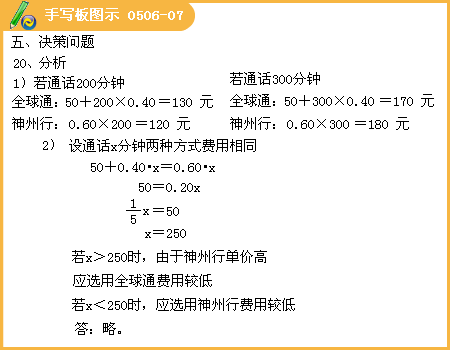 手写板图示 0506-07
五、决策问题
20、分析
1）若通话200分钟 若通话300分钟
全球通：50＋200×0.40＝130 元 全球通：50＋300×0.40＝170 元
神州行：0.60×200＝120 元 神州行：0.60×300＝180 元
2） 设通话x分钟两种方式费用相同
50＋0.40•x＝0.60•x
50＝0.20x
1/5 x＝50
x＝250
若x＞250时，由于神州行单价高
应选用全球通费用较低
若x＜250时，应选用神州行费用较低
答：略。